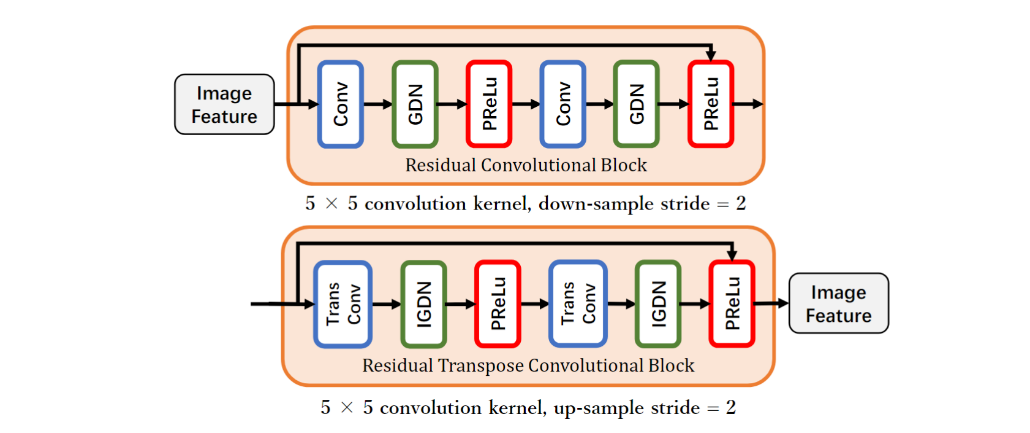 Image
Feature
Conv
GDN
PReLu
Conv
GDN
PReLu
Residual Convolutional Block
5 × 5 convolution kernel, down-sample stride = 2
Trans
Conv
IGDN
PReLu
Trans
Conv
IGDN
PReLu
Image
Feature
Residual Transpose Convolutional Block
5 × 5 convolution kernel, up-sample stride = 2